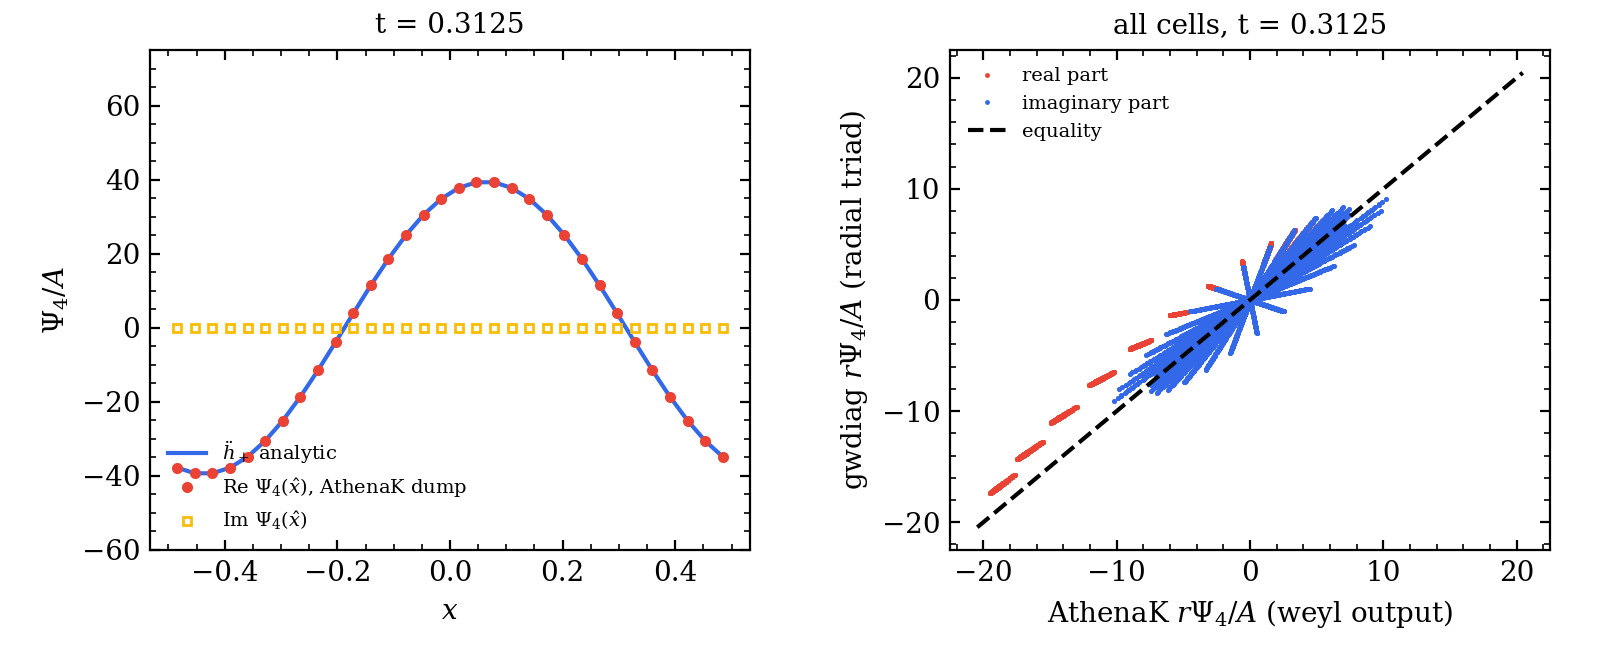 t = 0.3125
Ψ₄/A
60
40
20
0
−20
−40
−60
−0.4
−0.2
0.0
0.2
0.4
x
ḧ₊ analytic
Re Ψ₄(x̂), AthenaK dump
Im Ψ₄(x̂)
all cells, t = 0.3125
gwdiag rΨ₄/A (radial triad)
20
10
0
−10
−20
−20
−10
0
10
20
AthenaK rΨ₄/A (weyl output)
real part
imaginary part
equality